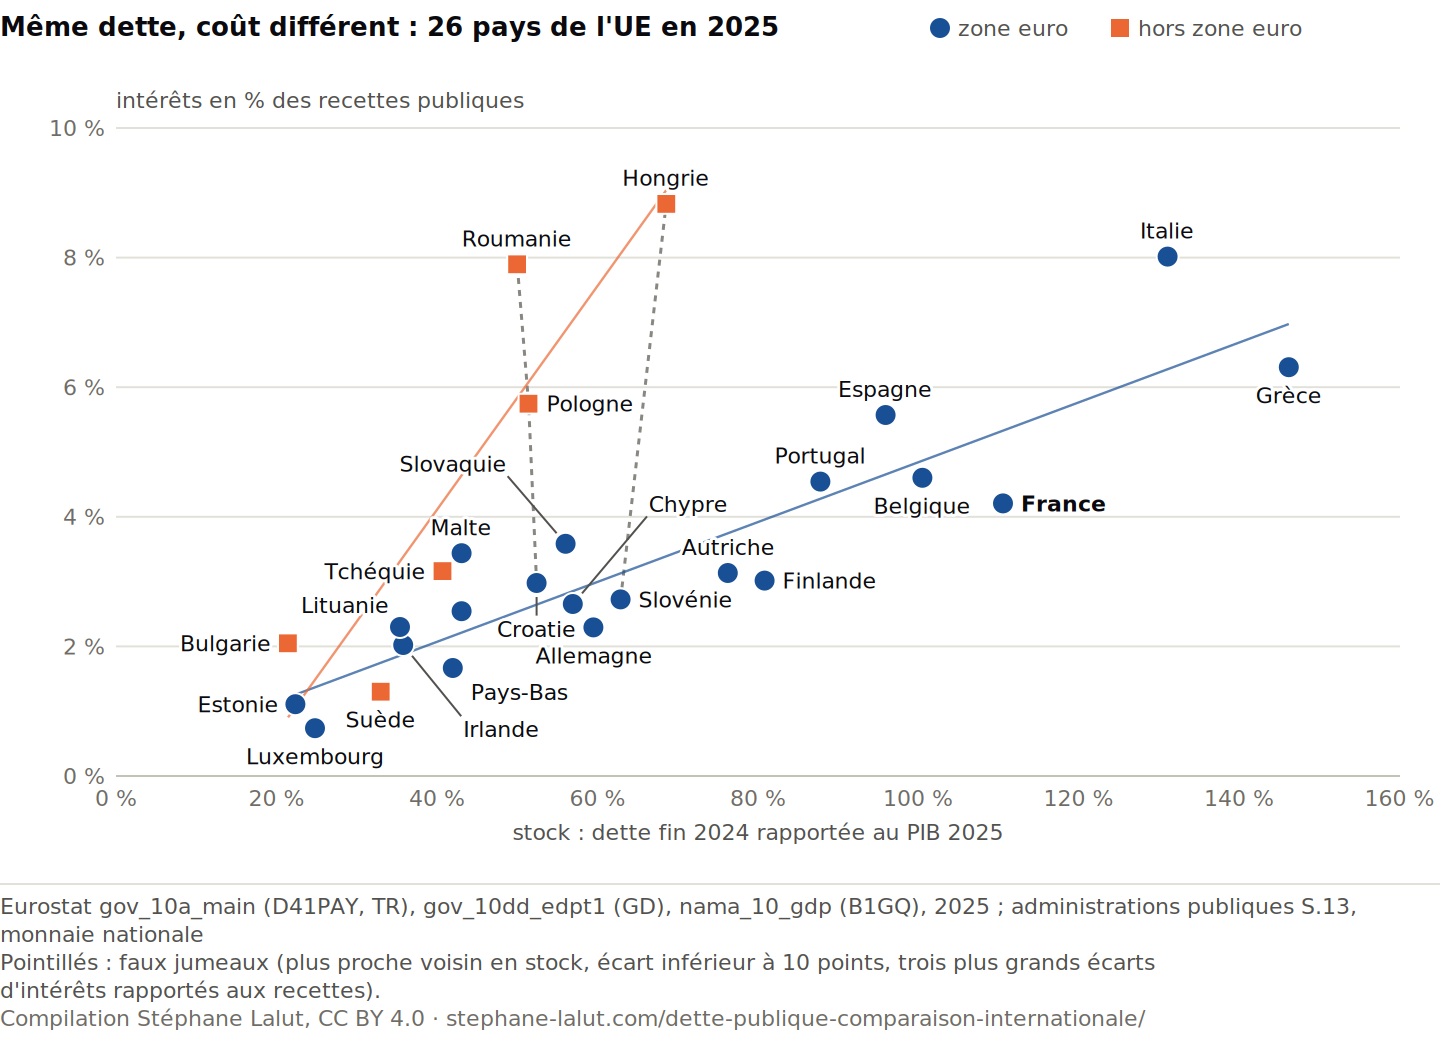 Même dette, coût différent : 26 pays de l'UE en 2025
zone euro
hors zone euro
intérêts en % des recettes publiques
10 %
8 %
6 %
4 %
2 %
0 %
Hongrie
Roumanie
Italie
Pologne
Espagne
Grèce
Slovaquie
Portugal
Chypre
Belgique
France
Malte
Autriche
Tchéquie
Finlande
Lituanie
Slovénie
Croatie
Bulgarie
Allemagne
Pays-Bas
Estonie
Suède
Irlande
Luxembourg
0 %
20 %
40 %
60 %
80 %
100 %
120 %
140 %
160 %
stock : dette fin 2024 rapportée au PIB 2025
Eurostat gov_10a_main (D41PAY, TR), gov_10dd_edpt1 (GD), nama_10_gdp (B1GQ), 2025 ; administrations publiques S.13,
monnaie nationale
Pointillés : faux jumeaux (plus proche voisin en stock, écart inférieur à 10 points, trois plus grands écarts
d'intérêts rapportés aux recettes).
Compilation Stéphane Lalut, CC BY 4.0 · stephane-lalut.com/dette-publique-comparaison-internationale/